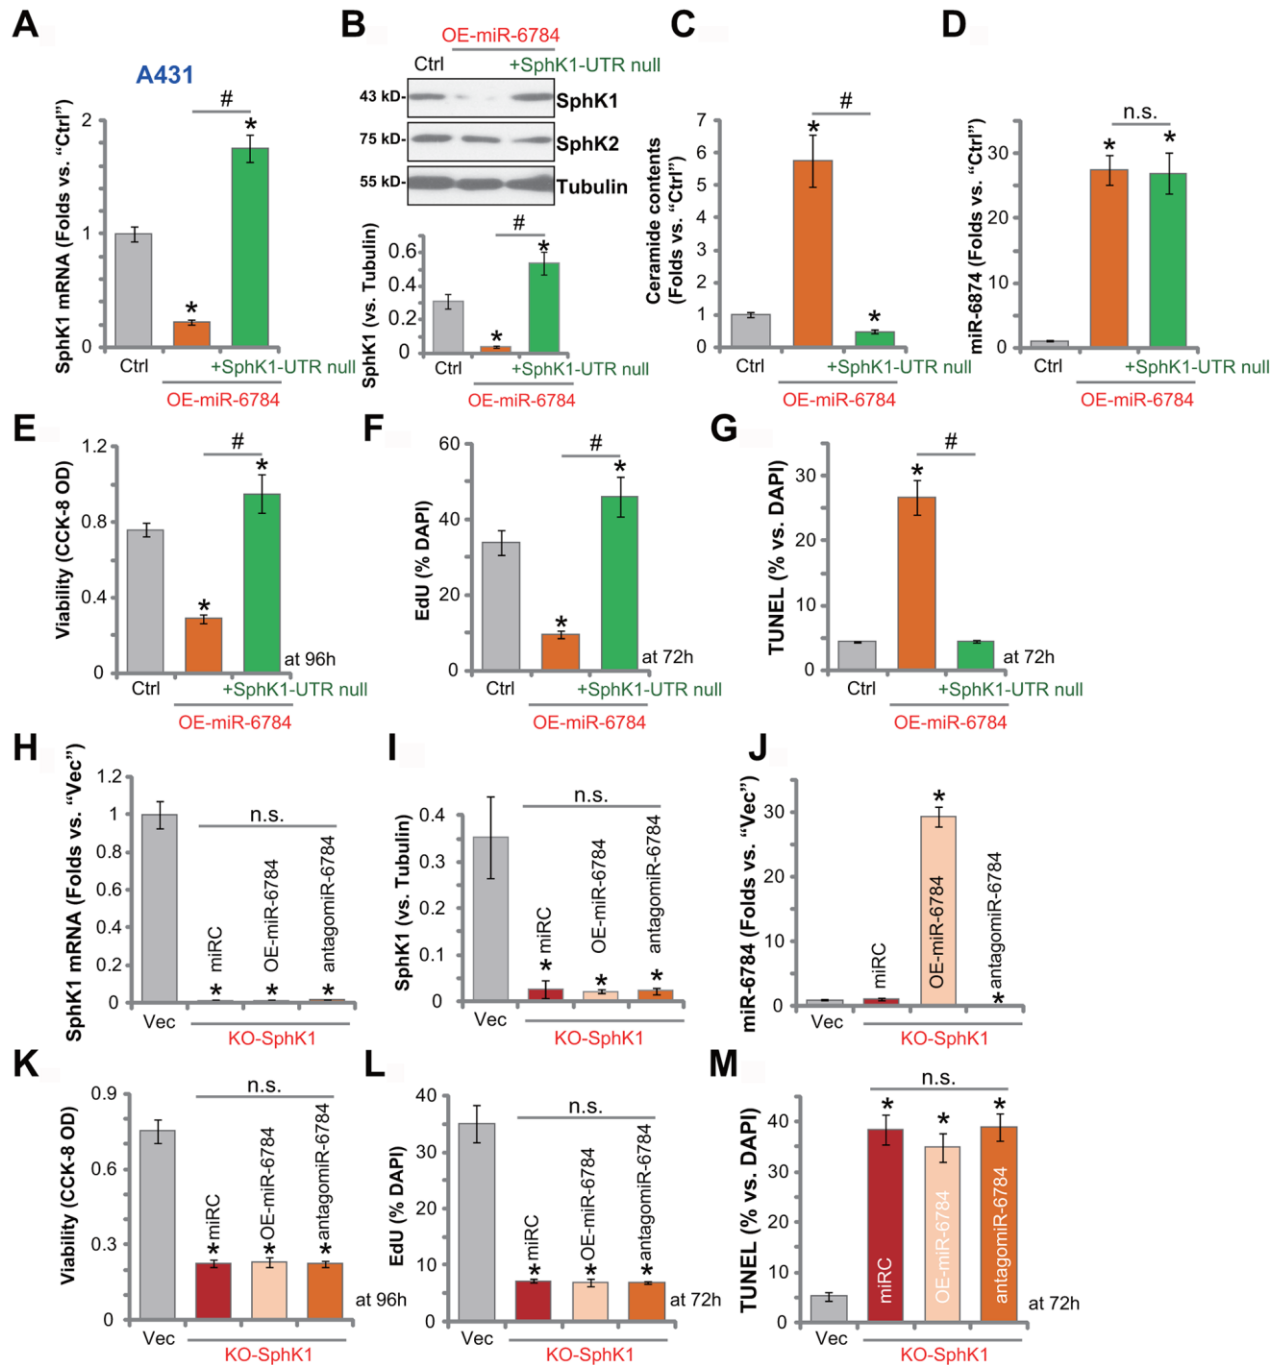 A
A431
SphK1 mRNA (Folds vs. “Ctrl”)
2
1
0
#
*
*
Ctrl
+SphK1-UTR null
OE-miR-6784
B
OE-miR-6784
Ctrl
+SphK1-UTR null
43 kD-
SphK1
75 kD-
SphK2
55 kD-
Tubulin
SphK1 (vs. Tubulin)
0.6
0.4
0.2
0
#
*
*
Ctrl
+SphK1-UTR null
OE-miR-6784
C
Ceramide contents
(Folds vs. “Ctrl”)
7
6
5
4
3
2
1
0
#
*
*
Ctrl
+SphK1-UTR null
OE-miR-6784
D
miR-6874 (Folds vs. “Ctrl”)
30
20
10
0
n.s.
*
*
Ctrl
+SphK1-UTR null
OE-miR-6784
E
Viability (CCK-8 OD)
1.2
0.8
0.4
0
#
*
*
at 96h
Ctrl
+SphK1-UTR null
OE-miR-6784
F
EdU (% DAPI)
60
40
20
0
#
*
*
at 72h
Ctrl
+SphK1-UTR null
OE-miR-6784
G
TUNEL (% vs. DAPI)
30
20
10
0
#
*
at 72h
Ctrl
+SphK1-UTR null
OE-miR-6784
H
SphK1 mRNA (Folds vs. “Vec”)
1.2
1
0.8
0.6
0.4
0.2
0
n.s.
miRC
OE-miR-6784
antagomiR-6784
*
*
*
Vec
KO-SphK1
I
SphK1 (vs. Tubulin)
0.4
0.3
0.2
0.1
0
n.s.
miRC
OE-miR-6784
antagomiR-6784
*
*
*
Vec
KO-SphK1
J
miR-6784 (Folds vs. “Vec”)
30
20
10
0
*
miRC
OE-miR-6784
antagomiR-6784
*
Vec
KO-SphK1
K
Viability (CCK-8 OD)
0.9
0.6
0.3
0
n.s.
miRC
OE-miR-6784
antagomiR-6784
*
*
*
at 96h
Vec
KO-SphK1
L
EdU (% DAPI)
40
30
20
10
0
n.s.
miRC
OE-miR-6784
antagomiR-6784
*
*
*
at 72h
Vec
KO-SphK1
M
TUNEL (% vs. DAPI)
40
30
20
10
0
n.s.
*
*
*
miRC
OE-miR-6784
antagomiR-6784
at 72h
Vec
KO-SphK1